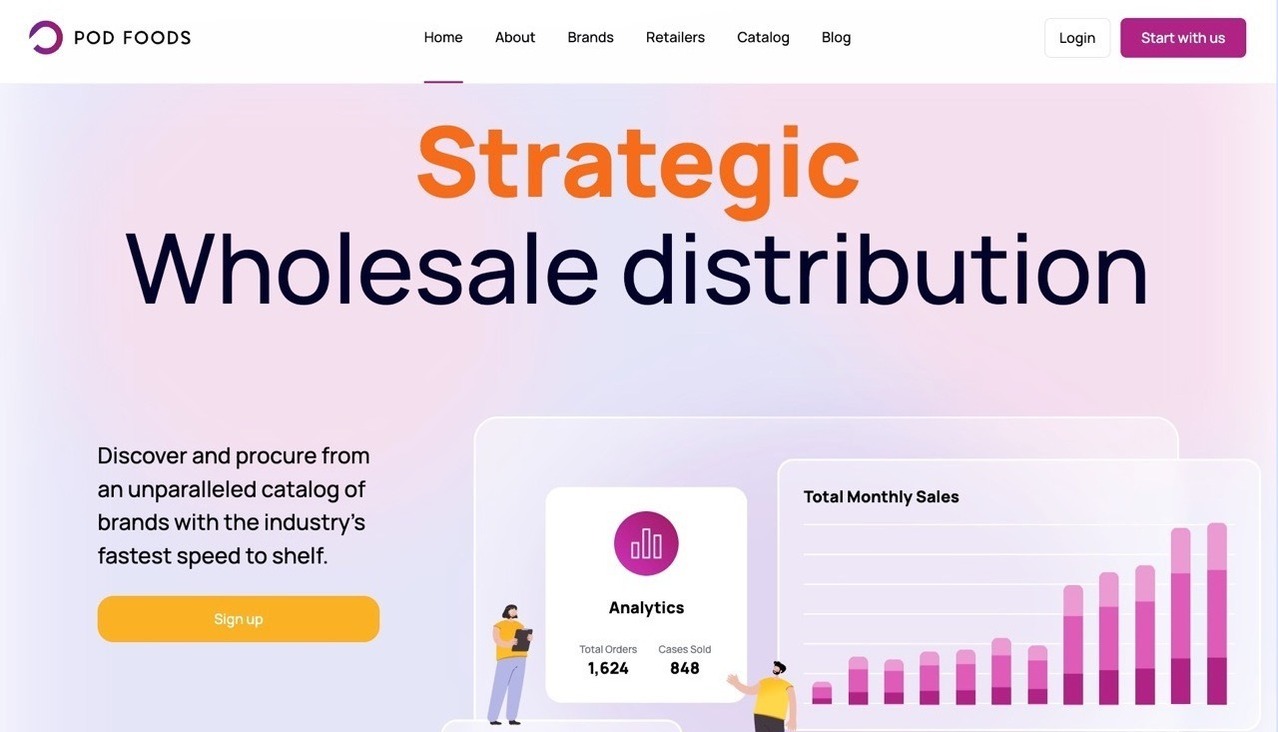 POD FOODS
Home
About
Brands
Retailers
Catalog
Blog
Login
Start with us
Strategic
Wholesale distribution
Discover and procure from
an unparalleled catalog of
brands with the industry's
fastest speed to shelf.
Sign up
Analytics
Total Orders
Cases Sold
1,624
848
Total Monthly Sales